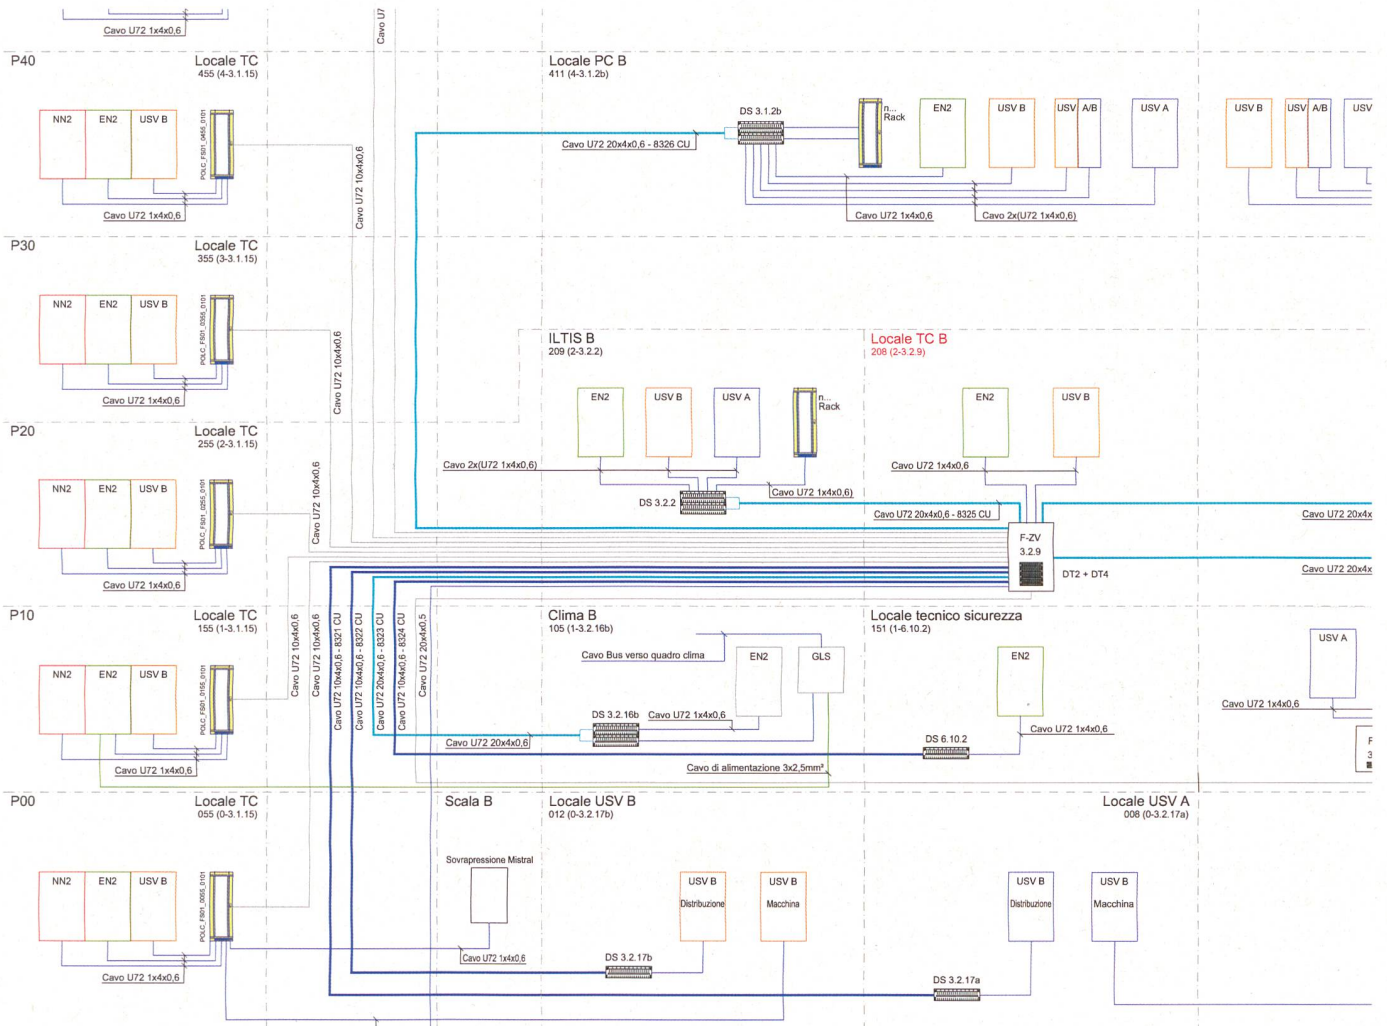 Cavo U72 1x4x0,6
Cavo U7
P40
Locale TC
455 (4-3.1.15)
NN2
EN2
USV B
POLC_FS01_0455_0101
Cavo U72 1x4x0,6
Cavo U72 10x4x0,6
Locale PC B
411 (4-3.1.2b)
DS 3.1.2b
Cavo U72 20x4x0,6 - 8326 CU
n...
Rack
EN2
USV B
USV
A/B
USV A
Cavo U72 1x4x0,6
Cavo 2x(U72 1x4x0,6)
USV B
USV
A/B
USV
P30
Locale TC
355 (3-3.1.15)
NN2
EN2
USV B
POLC_FS01_0355_0101
Cavo U72 1x4x0,6
Cavo U72 10x4x0,6
ILTIS B
209 (2-3.2.2)
EN2
USV B
USV A
n...
Rack
Cavo 2x(U72 1x4x0,6)
DS 3.2.2
Cavo U72 1x4x0,6)
Cavo U72 20x4x0,6 - 8325 CU
Locale TC B
208 (2-3.2.9)
EN2
USV B
Cavo U72 1x4x0,6
F-ZV
3.2.9
DT2 + DT4
Cavo U72 20x4x
Cavo U72 20x4x
P20
Locale TC
255 (2-3.1.15)
NN2
EN2
USV B
POLC_FS01_0255_0101
Cavo U72 1x4x0,6
Cavo U72 10x4x0,6
P10
Locale TC
155 (1-3.1.15)
NN2
EN2
USV B
POLC_FS01_0155_0101
Cavo U72 1x4x0,6
Cavo U72 10x4x0,6
Cavo U72 10x4x0,6
Cavo U72 10x4x0,6 - 8321 CU
Cavo U72 10x4x0,6 - 8322 CU
Cavo U72 20x4x0,6 - 8323 CU
Cavo U72 10x4x0,6 - 8324 CU
Cavo U72 20x4x0,5
Clima B
105 (1-3.2.16b)
Cavo Bus verso quadro clima
EN2
GLS
DS 3.2.16b
Cavo U72 1x4x0,6
Cavo U72 20x4x0,6
Cavo di alimentazione 3x2,5mm²
Locale tecnico sicurezza
151 (1-6.10.2)
EN2
DS 6.10.2
Cavo U72 1x4x0,6
USV A
Cavo U72 1x4x0,6
F
3
P00
Locale TC
055 (0-3.1.15)
NN2
EN2
USV B
POLC_FS01_0055_0101
Cavo U72 1x4x0,6
Scala B
Sovrapressione Mistral
Cavo U72 1x4x0,6
Locale USV B
012 (0-3.2.17b)
USV B
Distribuzione
USV B
Macchina
DS 3.2.17b
Locale USV A
008 (0-3.2.17a)
USV B
Distribuzione
USV B
Macchina
DS 3.2.17a